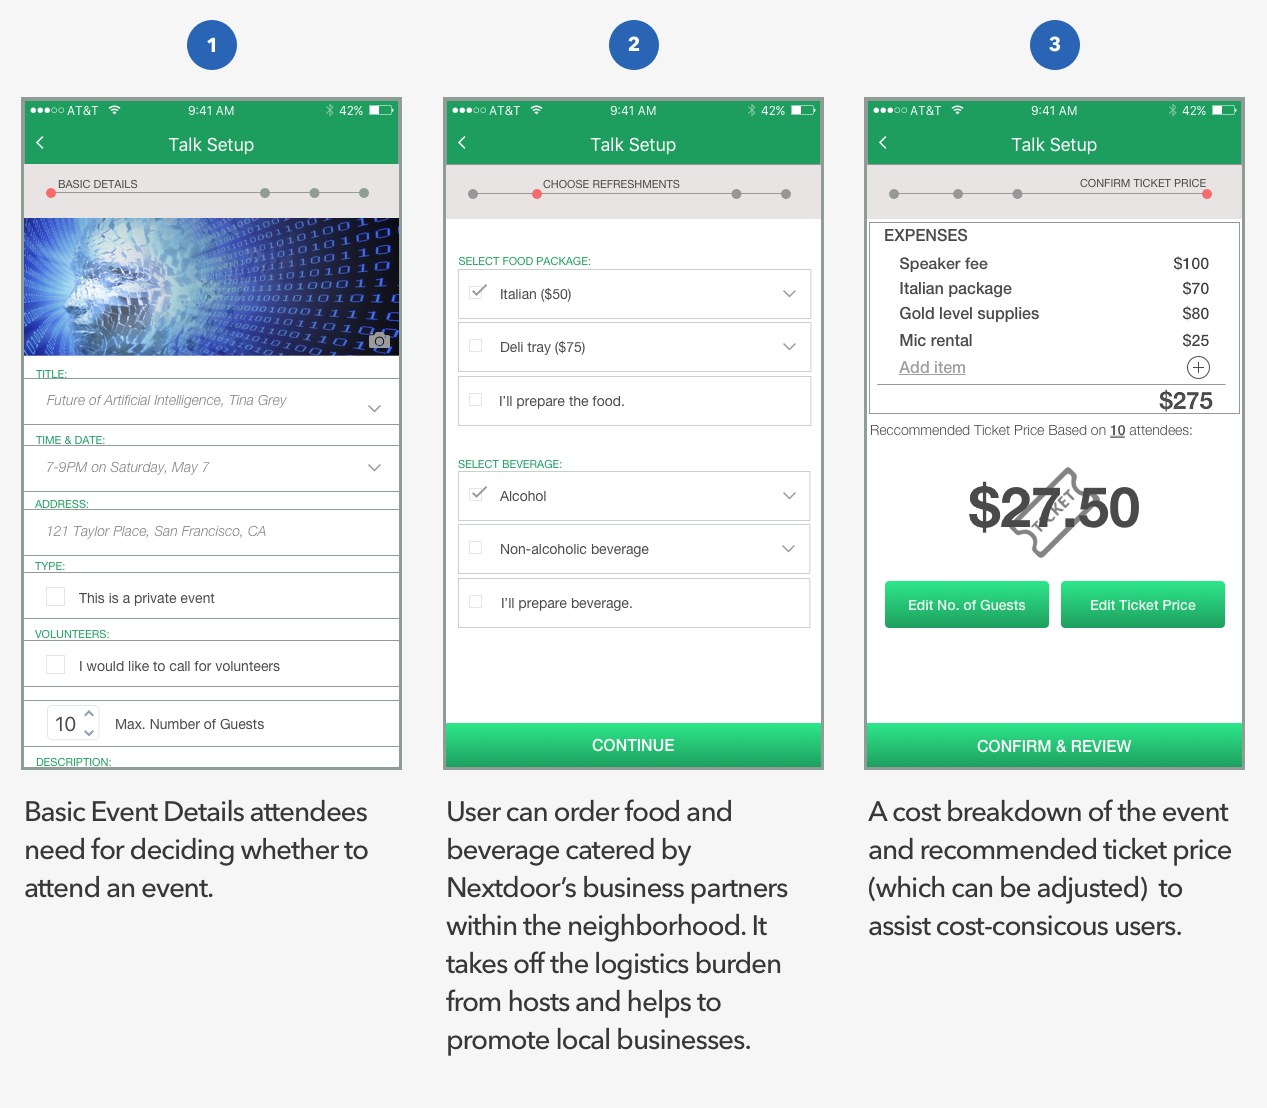 1
AT&T 9:41 AM 42%
Talk Setup
BASIC DETAILS
TITLE:
Future of Artificial Intelligence, Tina Grey
TIME & DATE:
7-9PM on Saturday, May 7
ADDRESS:
121 Taylor Place, San Francisco, CA
TYPE:
This is a private event
VOLUNTEERS:
I would like to call for volunteers
10 Max. Number of Guests
DESCRIPTION:
Basic Event Details attendees
need for deciding whether to
attend an event.
2
AT&T 9:41 AM 42%
Talk Setup
CHOOSE REFRESHMENTS
SELECT FOOD PACKAGE:
Italian ($50)
Deli tray ($75)
I'll prepare the food.
SELECT BEVERAGE:
Alcohol
Non-alcoholic beverage
I'll prepare beverage.
CONTINUE
User can order food and
beverage catered by
Nextdoor's business partners
within the neighborhood. It
takes off the logistics burden
from hosts and helps to
promote local businesses.
3
AT&T 9:41 AM 42%
Talk Setup
CONFIRM TICKET PRICE
EXPENSES
Speaker fee $100
Italian package $70
Gold level supplies $80
Mic rental $25
Add item
$275
Reccommended Ticket Price Based on 10 attendees:
$27.50
TICKET
Edit No. of Guests Edit Ticket Price
CONFIRM & REVIEW
A cost breakdown of the event
and recommended ticket price
(which can be adjusted) to
assist cost-consicous users.